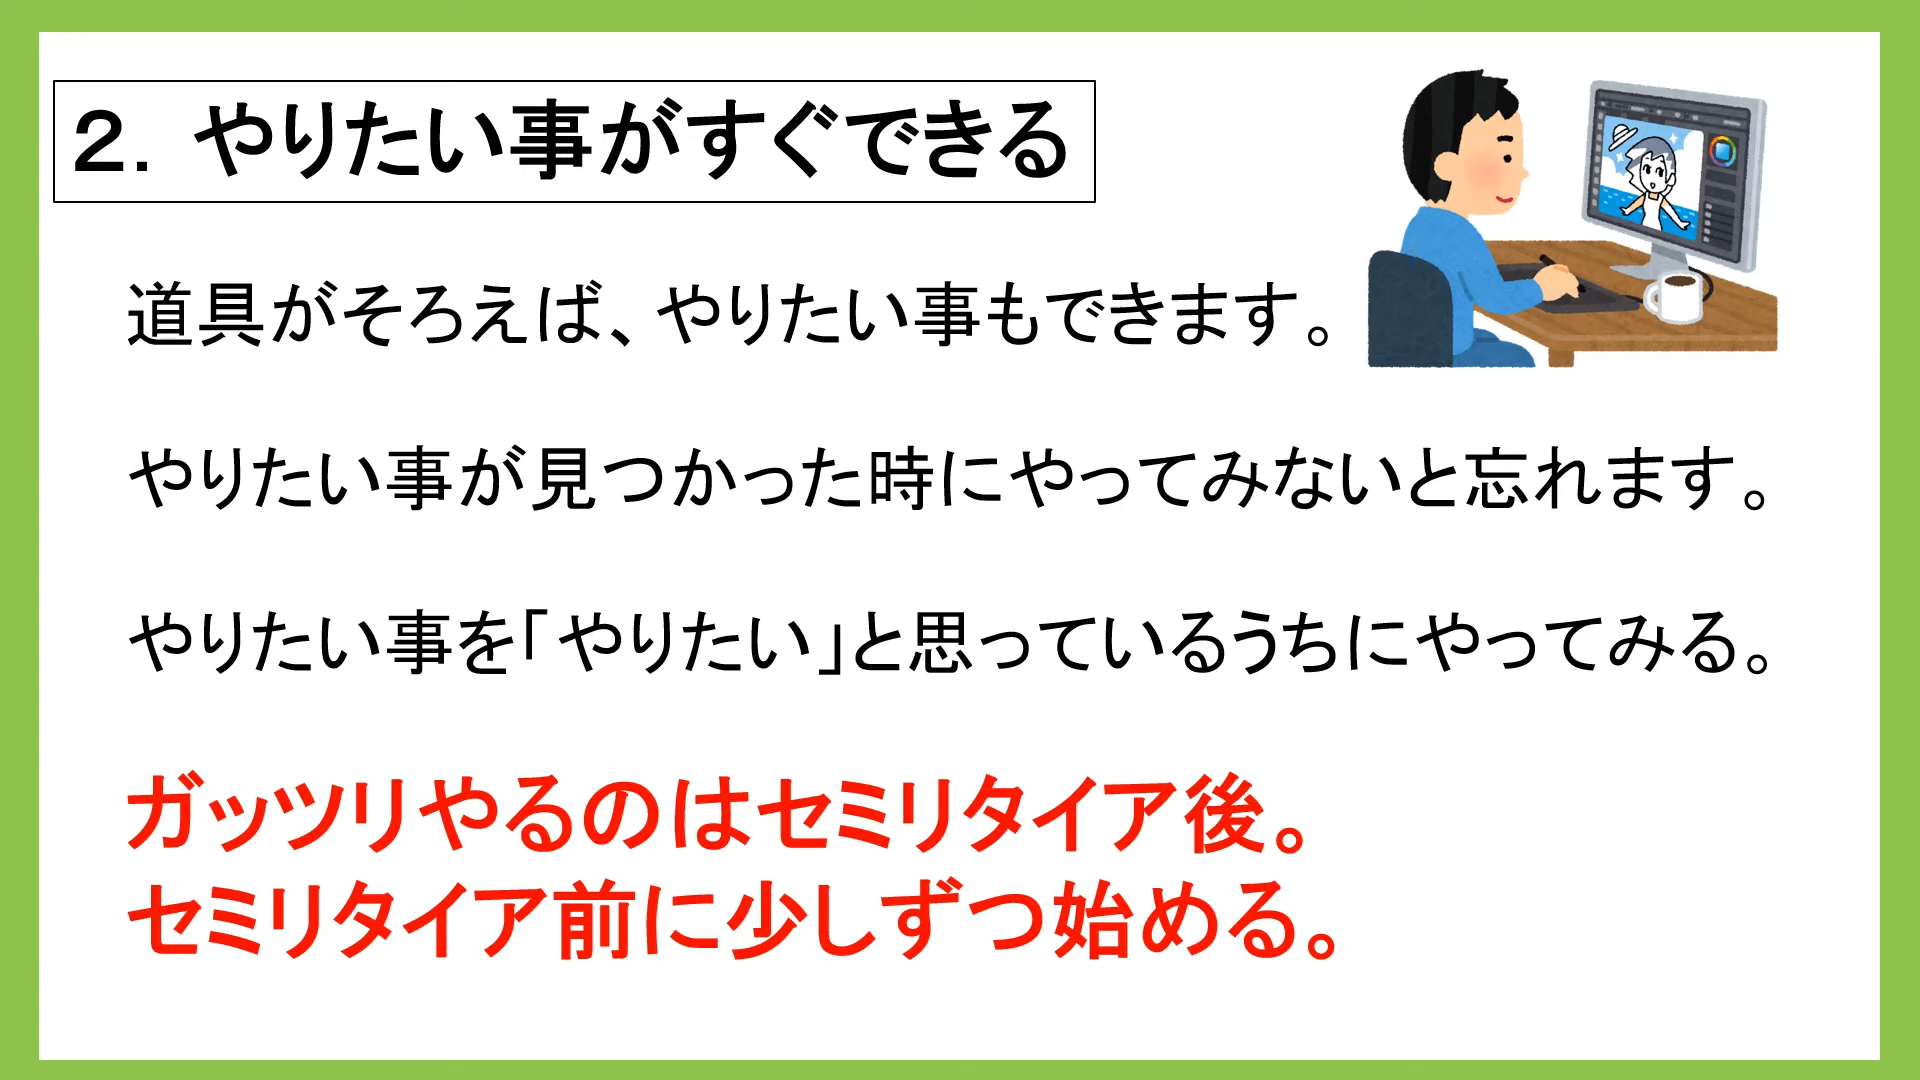 ２．やりたい事がすぐできる
道具がそろえば、やりたい事もできます。
やりたい事が見つかった時にやってみないと忘れます。
やりたい事を「やりたい」と思っているうちにやってみる。
ガッツリやるのはセミリタイア後。
セミリタイア前に少しずつ始める。